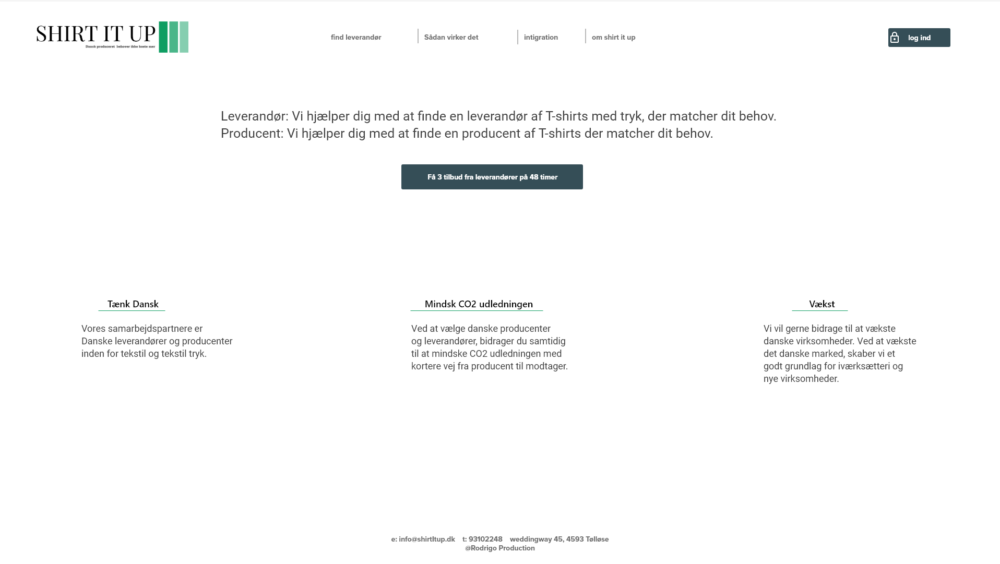 SHIRT IT UP
Dansk produceret behover ikke koste mer
find leverandør
Sådan virker det
intigration
om shirt it up
log ind
Leverandør: Vi hjælper dig med at finde en leverandør af T-shirts med tryk, der matcher dit behov.
Producent: Vi hjælper dig med at finde en producent af T-shirts der matcher dit behov.
Få 3 tilbud fra leverandører på 48 timer
Tænk Dansk
Vores samarbejdspartnere er
Danske leverandører og producenter
inden for tekstil og tekstil tryk.
Mindsk CO2 udledningen
Ved at vælge danske producenter
og leverandører, bidrager du samtidig
til at mindske CO2 udledningen med
kortere vej fra producent til modtager.
Vækst
Vi vil gerne bidrage til at vækste
danske virksomheder. Ved at vækste
det danske marked, skaber vi et
godt grundlag for iværksætteri og
nye virksomheder.
e: info@shirtItup.dk t: 93102248 weddingway 45, 4593 Tølløse
@Rodrigo Production